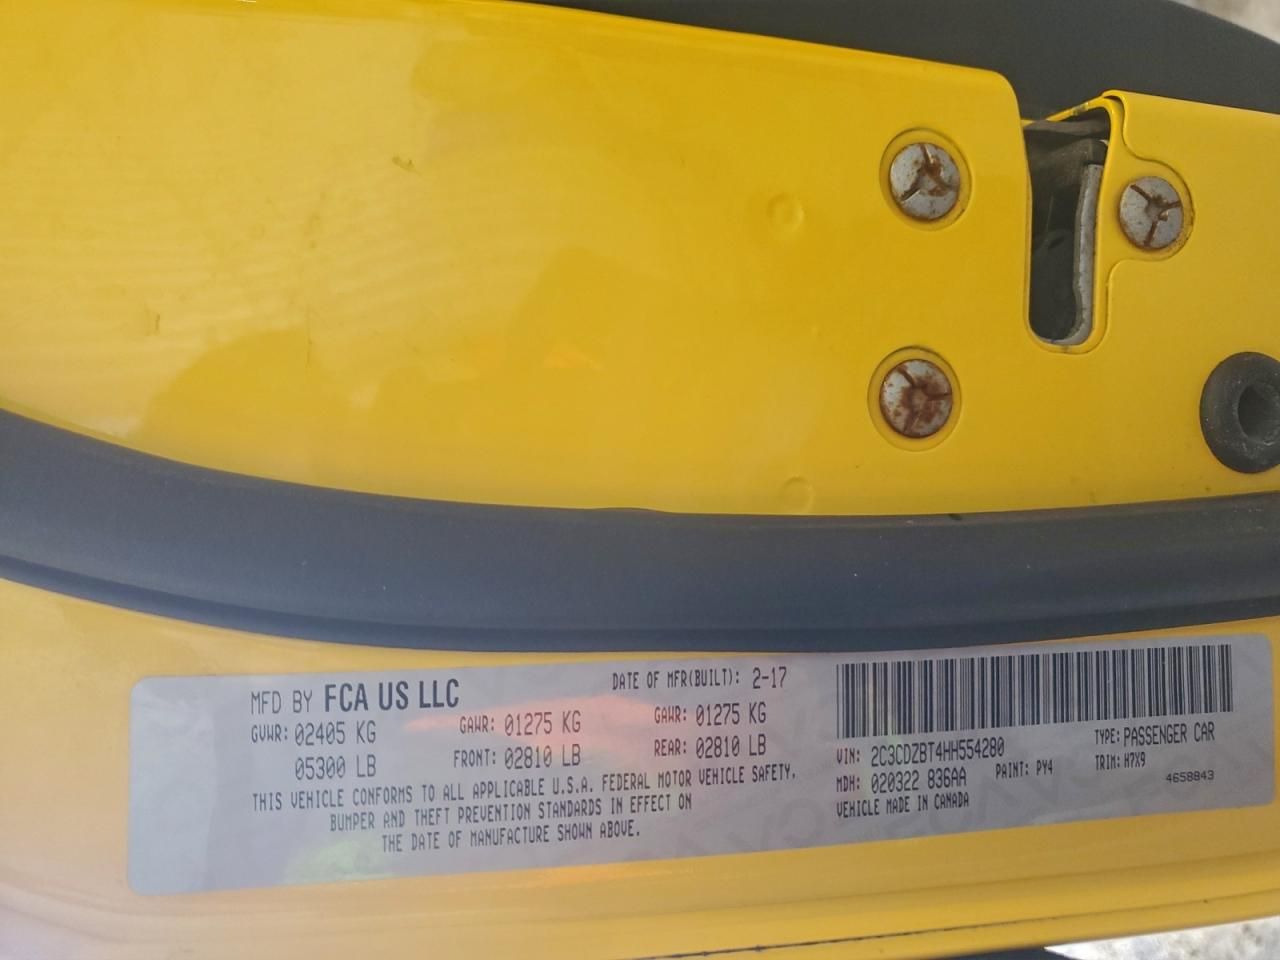 MFD BY FCA US LLC
DATE OF MFR(BUILT): 2-17
GVWR: 02405 KG GAWR: 01275 KG GAWR: 01275 KG
05300 LB FRONT: 02810 LB REAR: 02810 LB
THIS VEHICLE CONFORMS TO ALL APPLICABLE U.S.A. FEDERAL MOTOR VEHICLE SAFETY,
BUMPER AND THEFT PREVENTION STANDARDS IN EFFECT ON
THE DATE OF MANUFACTURE SHOWN ABOVE.
VIN: 2C3CDZBT4HH554280 TYPE: PASSENGER CAR
MDH: 020322 836AA PAINT: PY4 TRIM: H7X9
VEHICLE MADE IN CANADA 4658843